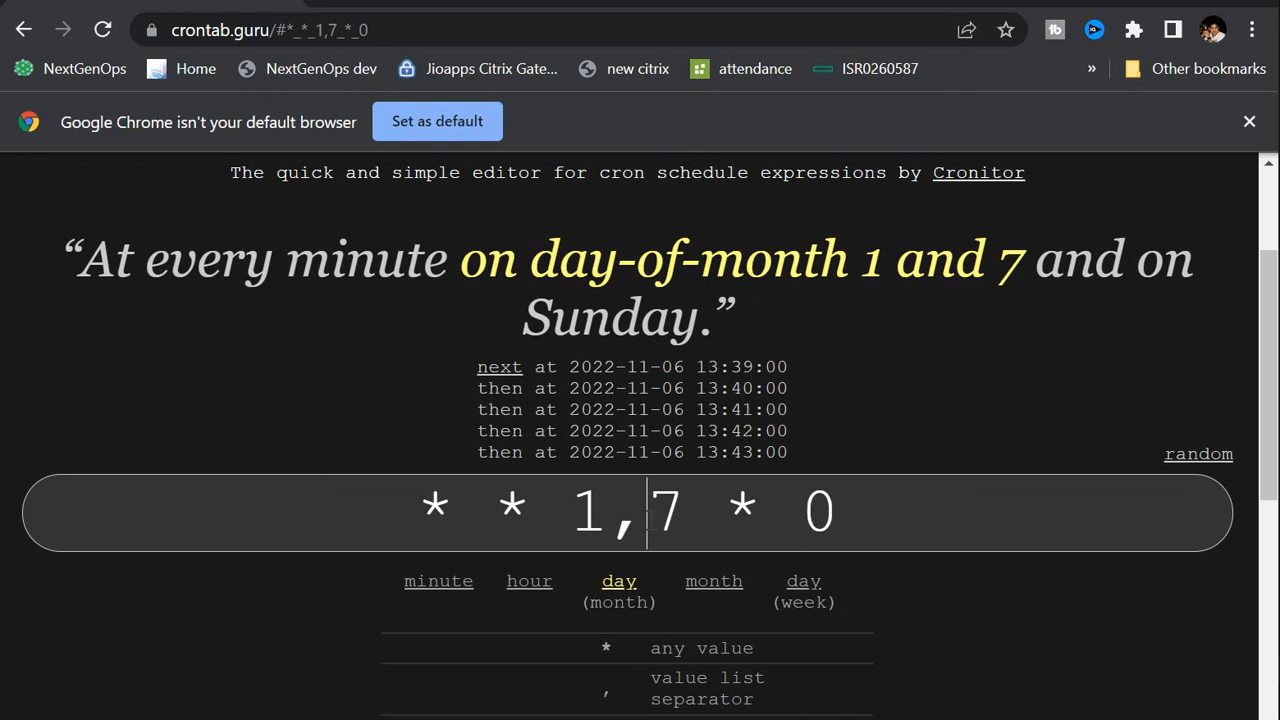 crontab.guru/#*_*_1,7_*_0
NextGenOps Home NextGenOps dev Jioapps Citrix Gate... new citrix attendance ISR0260587 » Other bookmarks
Google Chrome isn't your default browser Set as default
The quick and simple editor for cron schedule expressions by Cronitor
“At every minute on day-of-month 1 and 7 and on
Sunday.”
next at 2022-11-06 13:39:00
then at 2022-11-06 13:40:00
then at 2022-11-06 13:41:00
then at 2022-11-06 13:42:00
then at 2022-11-06 13:43:00
random
* * 1,7 * 0
minute hour day month day
(month) (week)
* any value
, value list
separator